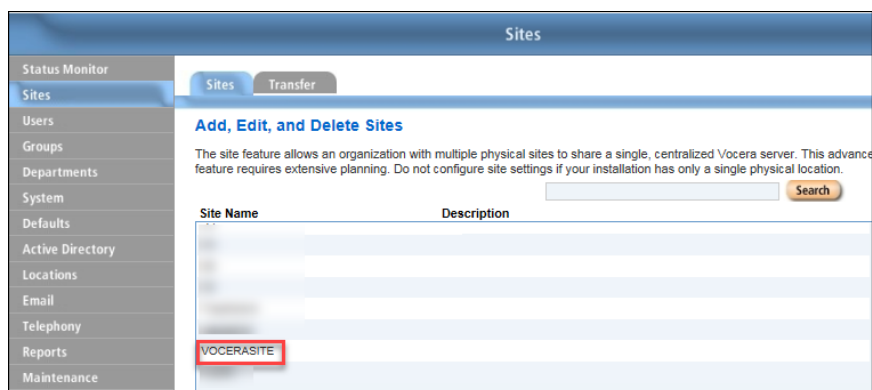 Sites
Status Monitor
Sites
Users
Groups
Departments
System
Defaults
Active Directory
Locations
Email
Telephony
Reports
Maintenance
Sites Transfer
Add, Edit, and Delete Sites
The site feature allows an organization with multiple physical sites to share a single, centralized Vocera server. This advance
feature requires extensive planning. Do not configure site settings if your installation has only a single physical location.
Search
Site Name Description
VOCERASITE